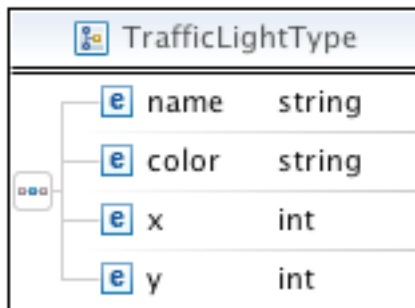 TrafficLightType
e name string
e color string
e x int
e y int